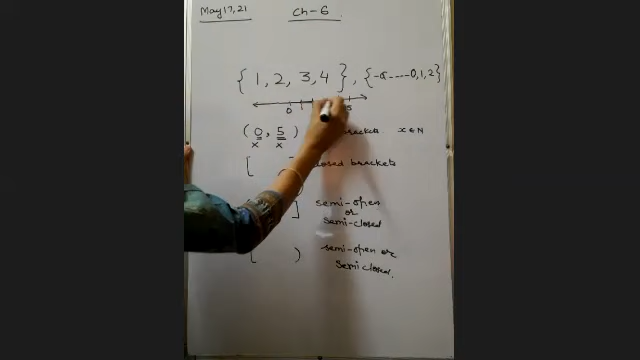 May 17, 21
Ch-6
{ 1, 2, 3, 4 } , { -∞----0, 1, 2 }
0 5
( 0, 5 ) brackets x ∈ N
x x
[ closed brackets
] semi-open
or
semi-closed
[ ) semi-open or
semi closed.